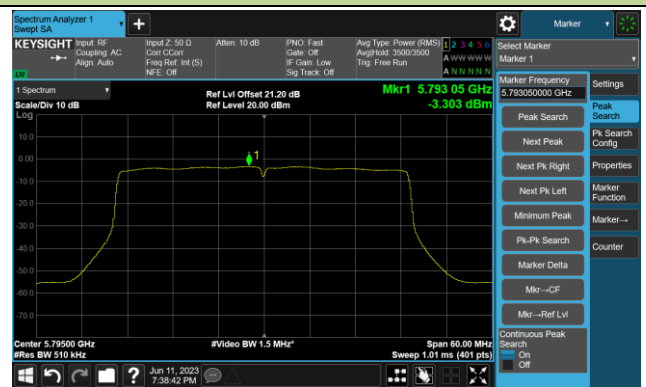 Spectrum Analyzer 1
Swept SA
Marker
KEYSIGHT
Input: RF
Coupling: AC
Align: Auto
Input Z: 50 Ω
Corr CCorr
Freq Ref: Int (S)
NFE: Off
Atten: 10 dB
PNO: Fast
Gate: Off
IF Gain: Low
Sig Track: Off
Avg Type: Power (RMS)
Avg|Hold: 3500/3500
Trig: Free Run
1 2 3 4 5 6
A W W W W W
A N N N N N
LXI
Select Marker
Marker 1
1 Spectrum
Scale/Div 10 dB
Log
Ref Lvl Offset 21.20 dB
Ref Level 20.00 dBm
Mkr1 5.793 05 GHz
-3.303 dBm
10.0
0.00
-10.0
-20.0
-30.0
-40.0
-50.0
-60.0
-70.0
1
Center 5.79500 GHz
#Res BW 510 kHz
#Video BW 1.5 MHz*
Span 60.00 MHz
Sweep 1.01 ms (401 pts)
Marker Frequency
5.793050000 GHz
Peak Search
Next Peak
Next Pk Right
Next Pk Left
Minimum Peak
Pk-Pk Search
Marker Delta
Mkr→CF
Mkr→Ref Lvl
Continuous Peak
Search
On
Off
Settings
Peak
Search
Pk Search
Config
Properties
Marker
Function
Marker→
Counter
Jun 11, 2023
7:38:42 PM